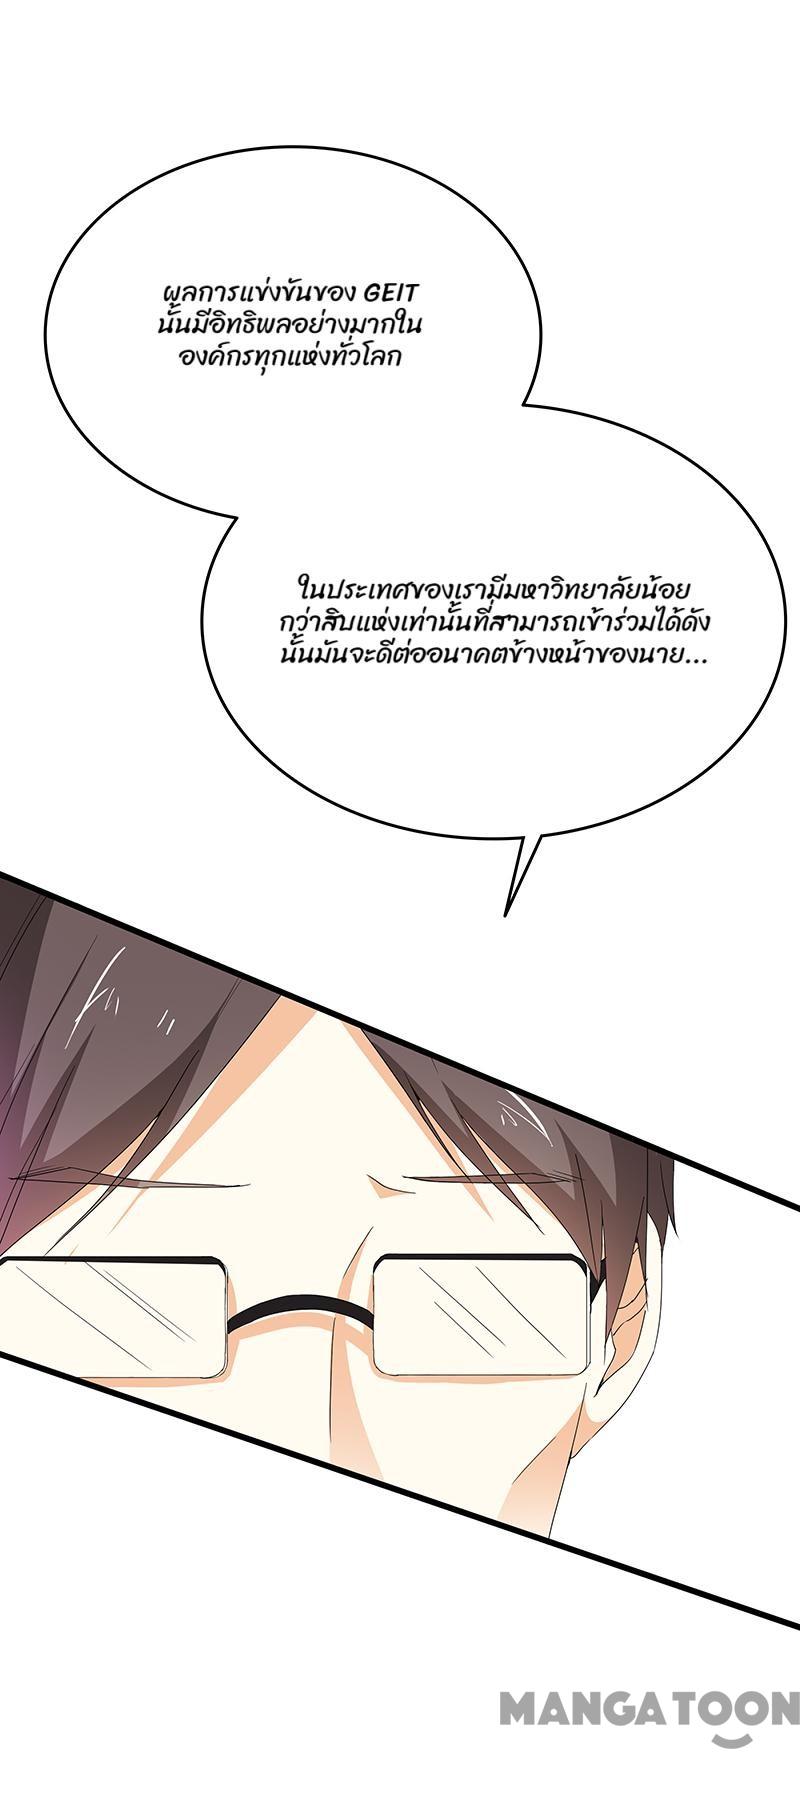 ผลการแข่งขันของ GEIT
นั้นมีอิทธิพลอย่างมากใน
องค์กรทุกแห่งทั่วโลก
ในประเทศของเรามีมหาวิทยาลัยน้อย
กว่าสิบแห่งเท่านั้นที่สามารถเข้าร่วมได้ดัง
นั้นมันจะดีต่ออนาคตข้างหน้าของนาย...
MANGATOON